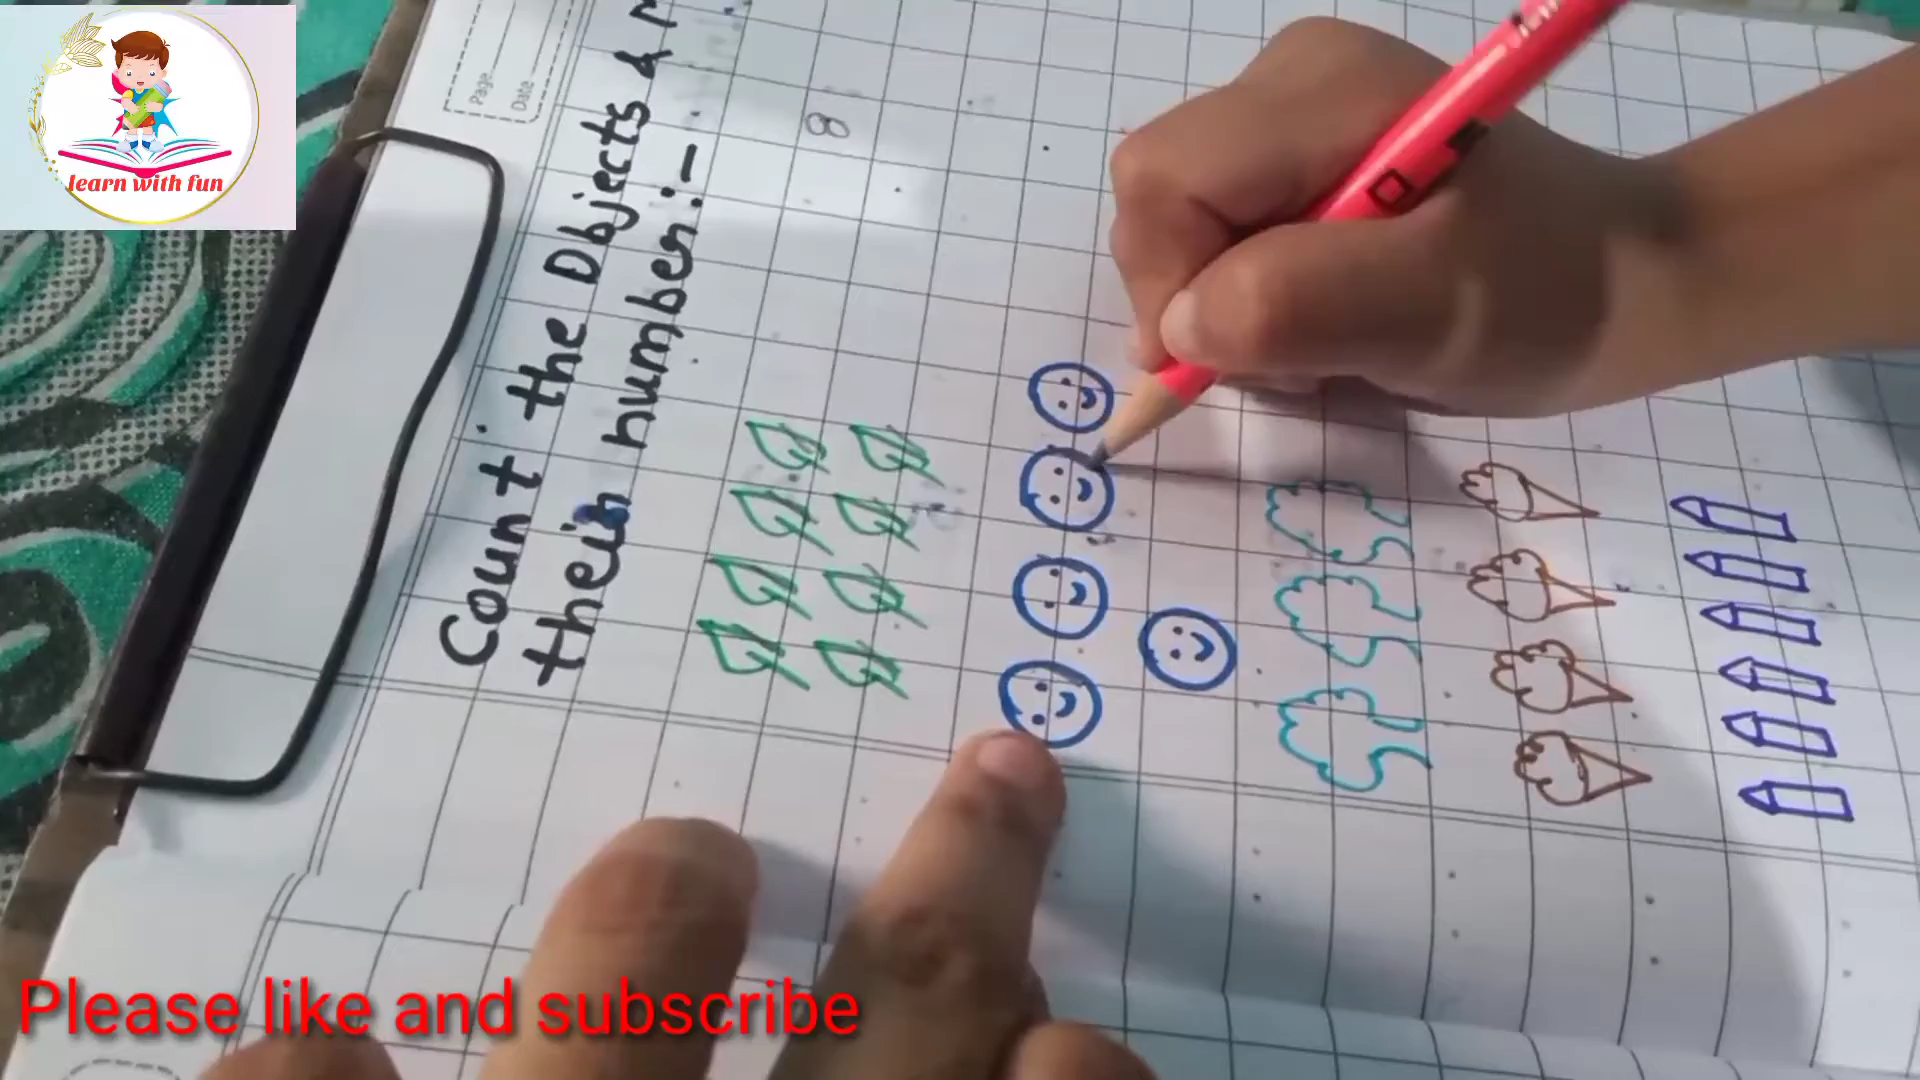 learn with fun
Page
Date
Count the Objects &
their number:-
8
Please like and subscribe